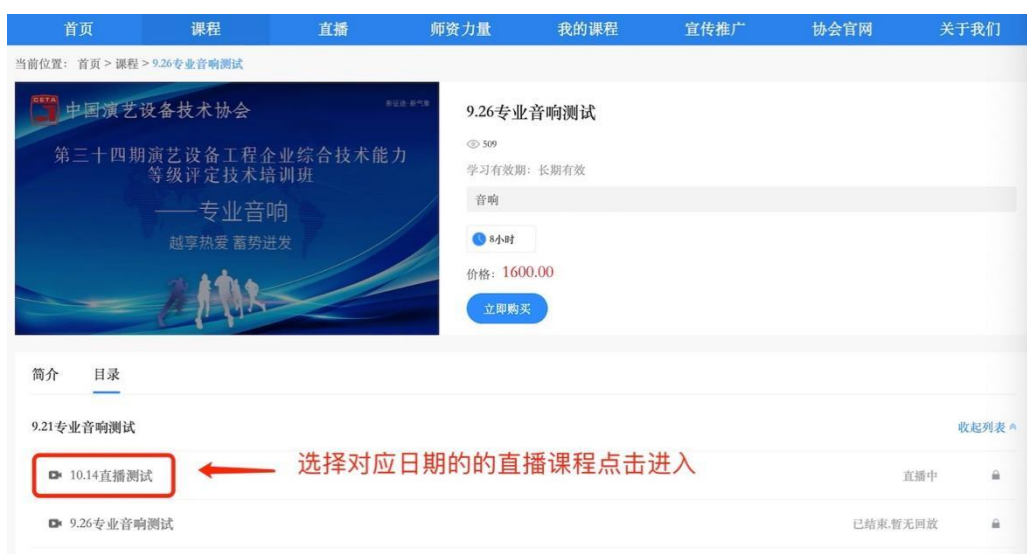 首页 课程 直播 师资力量 我的课程 宣传推广 协会官网 关于我们
当前位置： 首页 > 课程 > 9.26专业音响测试
CETA 中国演艺设备技术协会
新征途·新气象
第三十四期演艺设备工程企业综合技术能力
等级评定技术培训班
——专业音响
越享热爱 蓄势迸发
9.26专业音响测试
509
学习有效期：长期有效
音响
8小时
价格：1600.00
立即购买
简介 目录
9.21专业音响测试 收起列表
10.14直播测试 选择对应日期的的直播课程点击进入 直播中
9.26专业音响测试 已结束.暂无回放